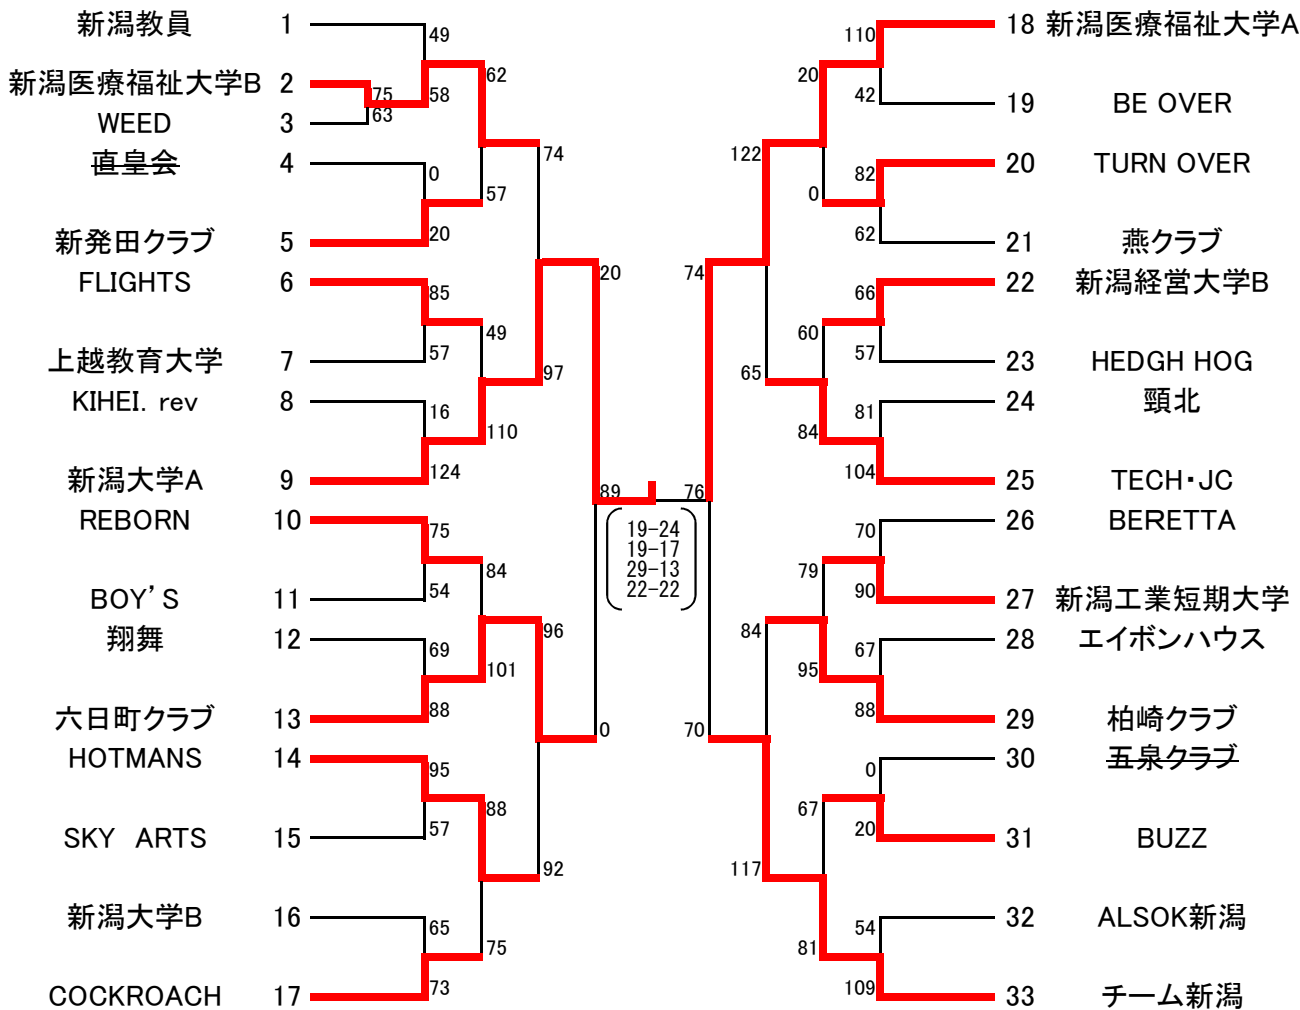 新潟教員 1 49 110 18 新潟医療福祉大学A
62 20
新潟医療福祉大学B 2 75 58 42 19 BE OVER
WEED 3 63
直皇会 4 0 74 122 82 20 TURN OVER
57 0
新発田クラブ 5 20 62 21 燕クラブ
FLIGHTS 6 85 20 74 66 22 新潟経営大学B
49 60
上越教育大学 7 57 97 65 57 23 HEDGH HOG
KIHEI. rev 8 16 81 24 頸北
110 84
新潟大学A 9 124 104 25 TECH・JC
89 76
REBORN 10 75 70 26 BERETTA
19-24
19-17
29-13
22-22
84 79
BOY'S 11 54 90 27 新潟工業短期大学
翔舞 12 69 96 84 67 28 エイボンハウス
101 95
六日町クラブ 13 88 88 29 柏崎クラブ
0 70
HOTMANS 14 95 0 30 五泉クラブ
88 67
SKY ARTS 15 57 20 31 BUZZ
92 117
新潟大学B 16 65 54 32 ALSOK新潟
75 81
COCKROACH 17 73 109 33 チーム新潟